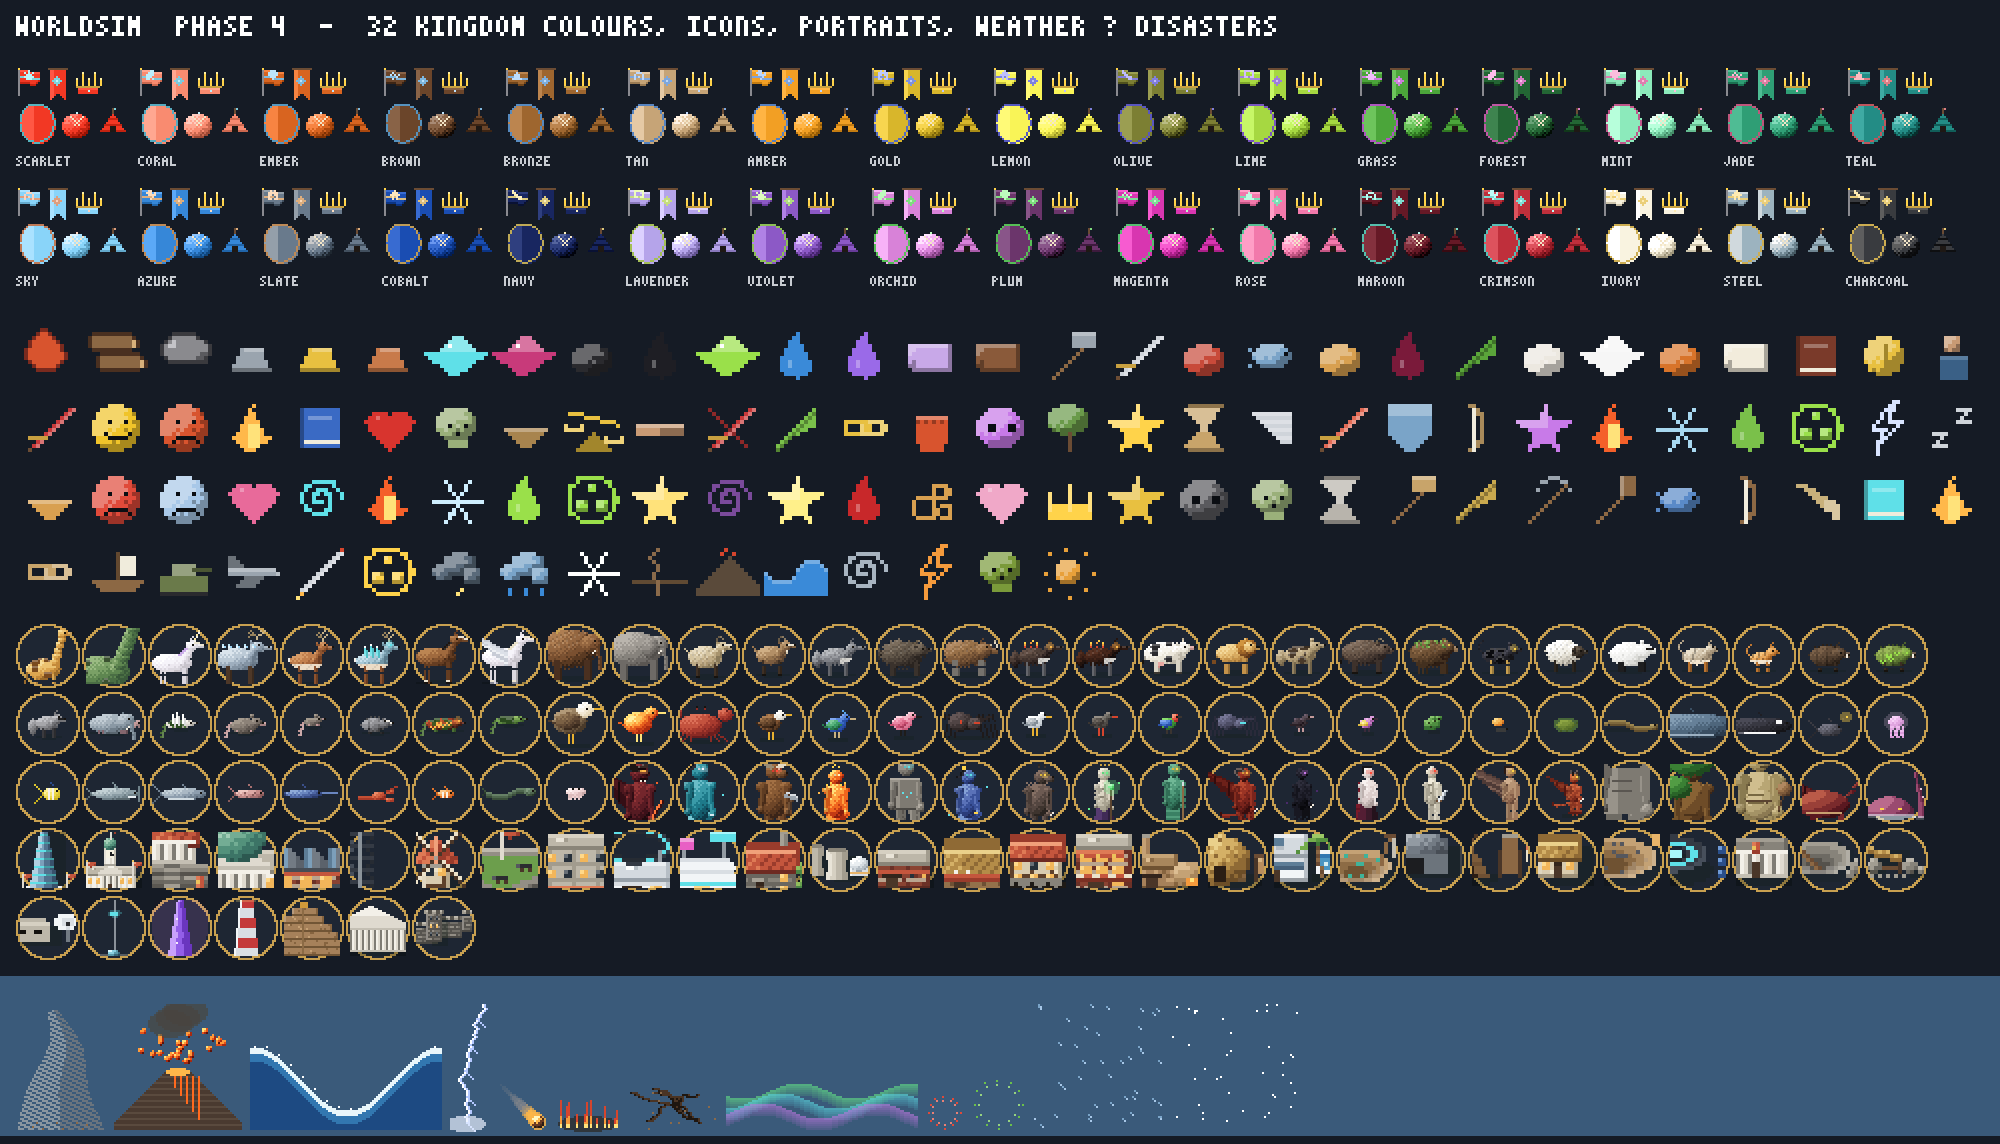 WORLDSIM PHASE 4 - 32 KINGDOM COLOURS, ICONS, PORTRAITS, WEATHER ? DISASTERS
SCARLET CORAL EMBER BROWN BRONZE TAN AMBER GOLD LEMON OLIVE LIME GRASS FOREST MINT JADE TEAL
SKY AZURE SLATE COBALT NAVY LAVENDER VIOLET ORCHID PLUM MAGENTA ROSE MAROON CRIMSON IVORY STEEL CHARCOAL
Z
Z